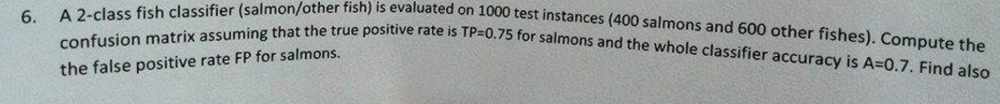 6. A 2-class fish classifier (salmon/other fish) is evaluated on 1000 test instances (400 salmons and 600 other fishes). Compute the
confusion matrix assuming that the true positive rate is TP=0.75 for salmons and the whole classifier accuracy is A=0.7. Find also
the false positive rate FP for salmons.